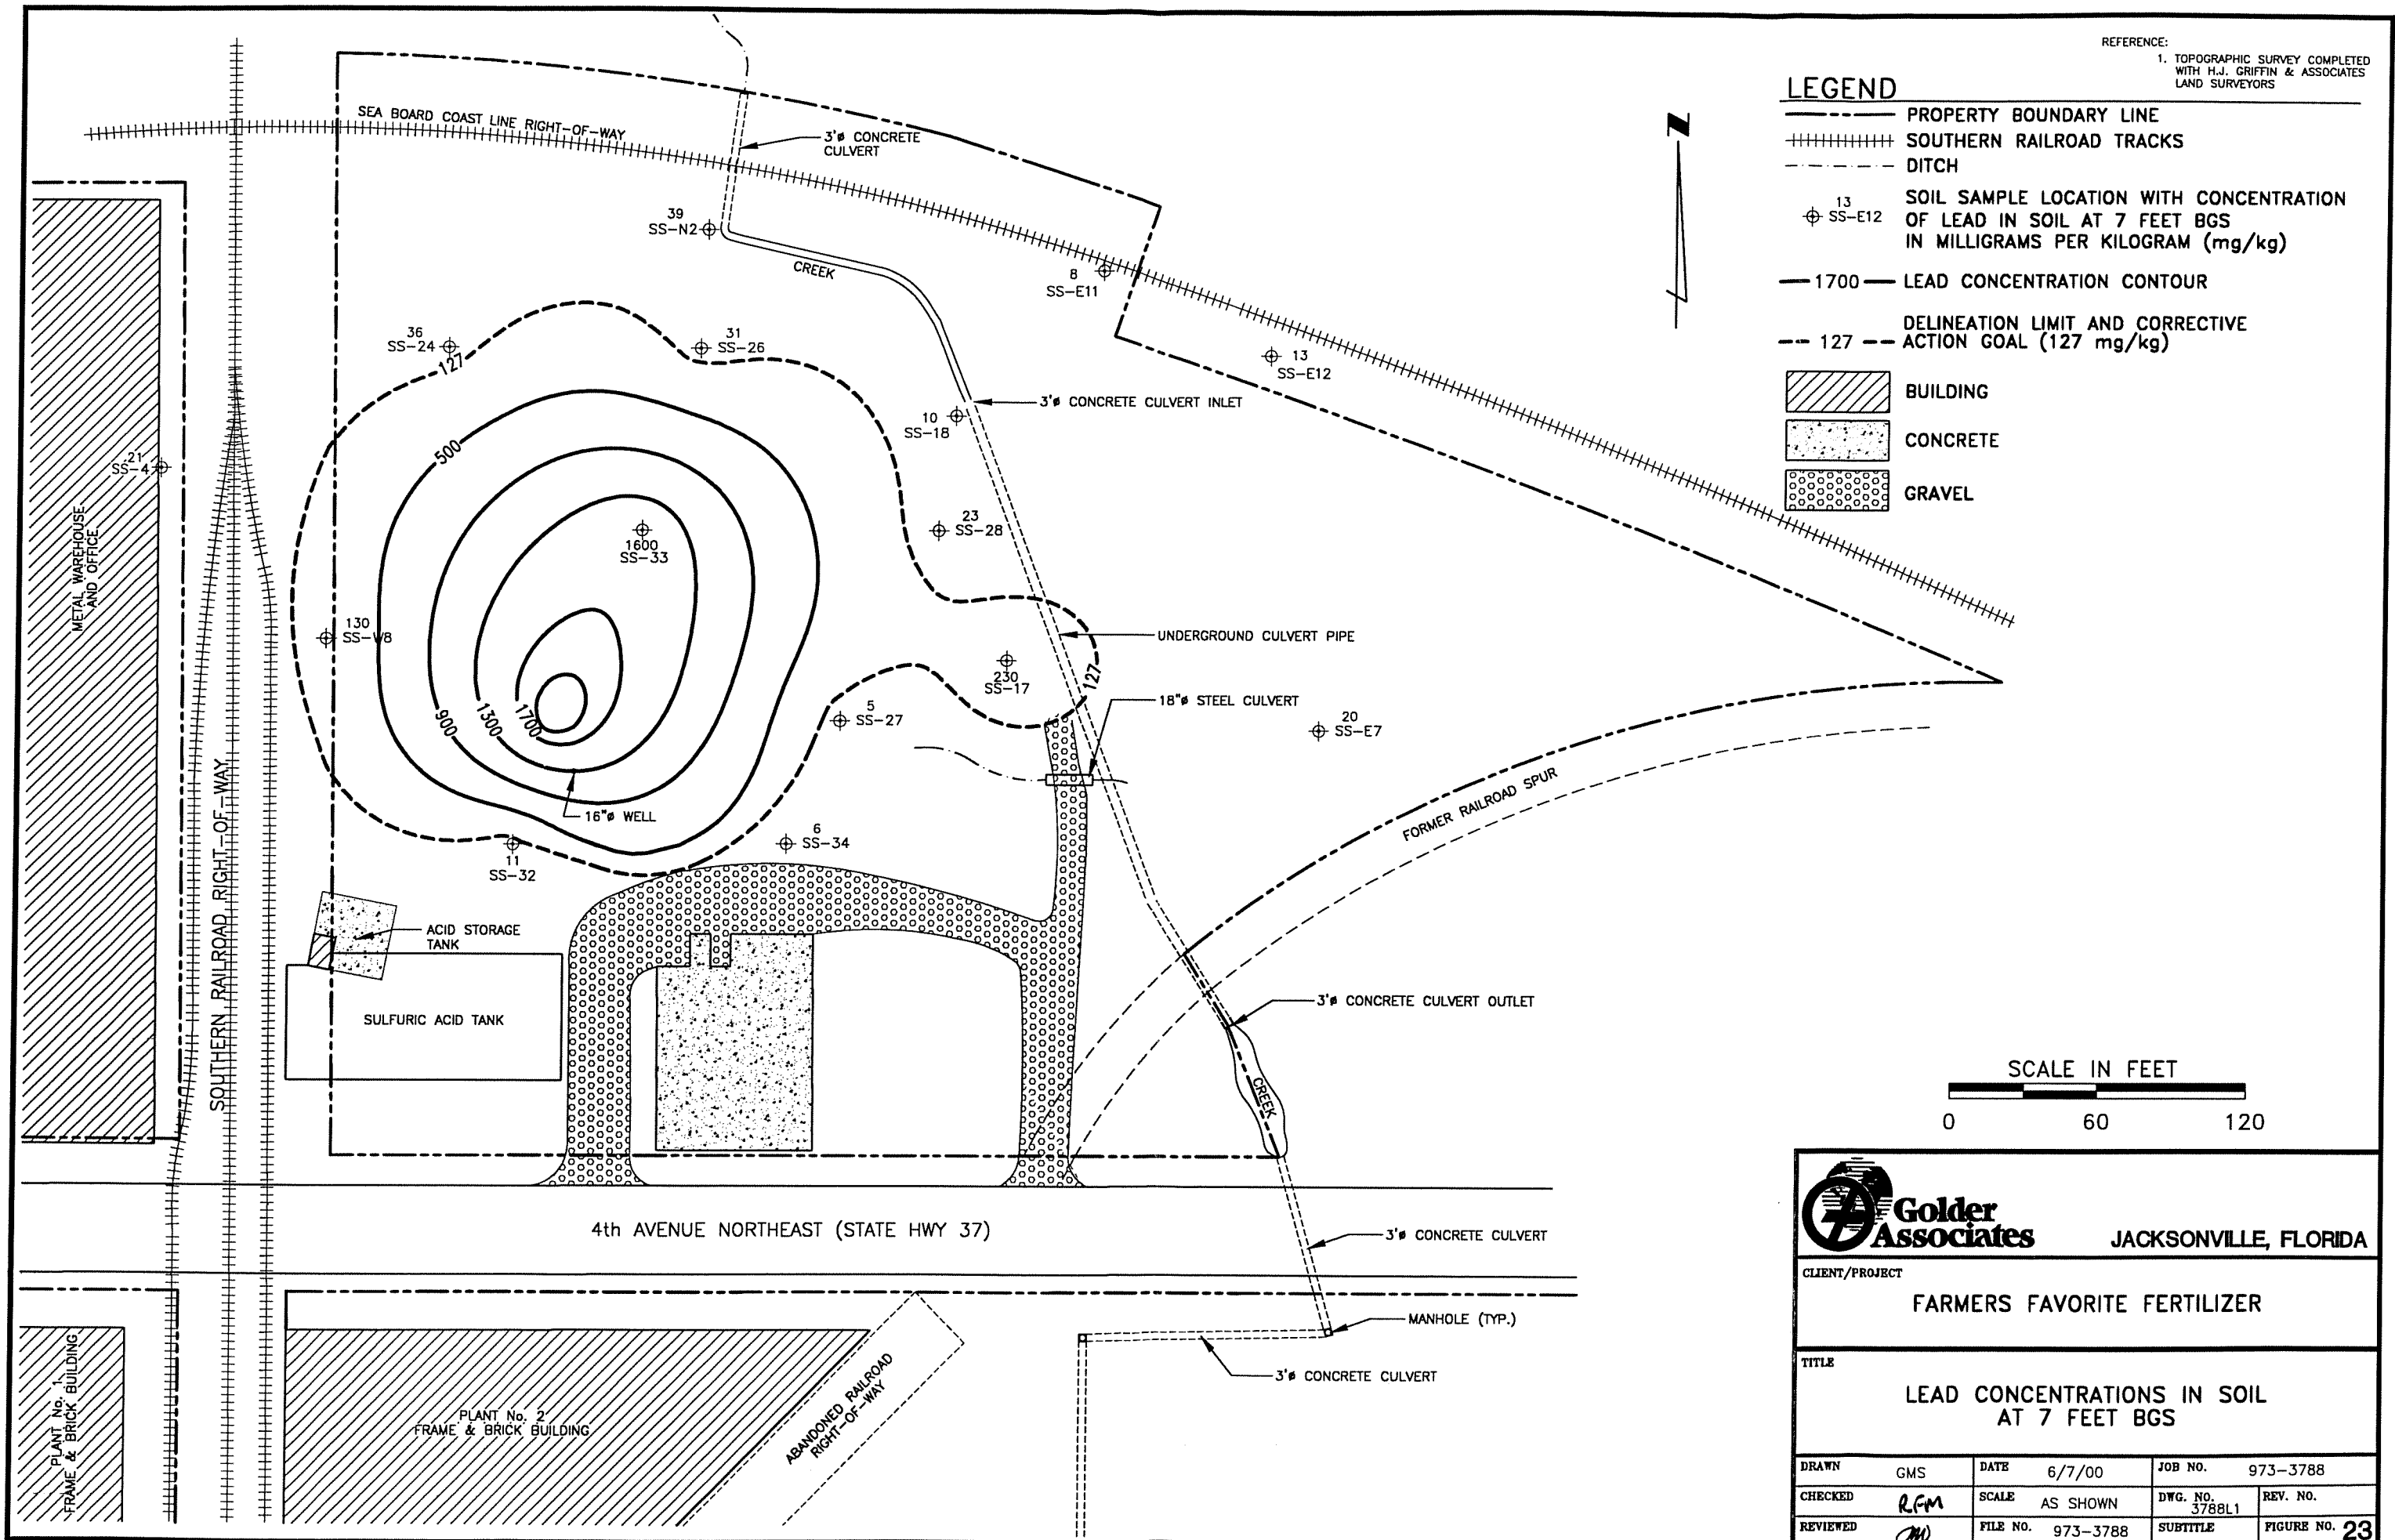 REFERENCE:
1. TOPOGRAPHIC SURVEY COMPLETED
WITH H.J. GRIFFIN & ASSOCIATES
LAND SURVEYORS
LEGEND
PROPERTY BOUNDARY LINE
SOUTHERN RAILROAD TRACKS
DITCH
13
SS-E12
SOIL SAMPLE LOCATION WITH CONCENTRATION
OF LEAD IN SOIL AT 7 FEET BGS
IN MILLIGRAMS PER KILOGRAM (mg/kg)
1700
LEAD CONCENTRATION CONTOUR
127
DELINEATION LIMIT AND CORRECTIVE
ACTION GOAL (127 mg/kg)
BUILDING
CONCRETE
GRAVEL
N
SEA BOARD COAST LINE RIGHT-OF-WAY
3'ø CONCRETE
CULVERT
39
SS-N2
CREEK
8
SS-E11
36
SS-24
127
31
SS-26
13
SS-E12
3'ø CONCRETE CULVERT INLET
10
SS-18
500
21
SS-4
METAL WAREHOUSE
AND OFFICE
1600
SS-33
23
SS-28
130
SS-W8
UNDERGROUND CULVERT PIPE
230
SS-17
127
18"ø STEEL CULVERT
900
1300
1700
5
SS-27
20
SS-E7
16"ø WELL
FORMER RAILROAD SPUR
11
SS-32
6
SS-34
SOUTHERN RAILROAD RIGHT-OF-WAY
ACID STORAGE
TANK
SULFURIC ACID TANK
3'ø CONCRETE CULVERT OUTLET
CREEK
SCALE IN FEET
0 60 120
4th AVENUE NORTHEAST (STATE HWY 37)
3'ø CONCRETE CULVERT
MANHOLE (TYP.)
3'ø CONCRETE CULVERT
PLANT No. 1
FRAME & BRICK BUILDING
PLANT No. 2
FRAME & BRICK BUILDING
ABANDONED RAILROAD
RIGHT-OF-WAY
Golder
Associates
JACKSONVILLE, FLORIDA
CLIENT/PROJECT
FARMERS FAVORITE FERTILIZER
TITLE
LEAD CONCENTRATIONS IN SOIL
AT 7 FEET BGS
DRAWN GMS DATE 6/7/00 JOB NO. 973-3788
CHECKED RFM SCALE AS SHOWN DWG. NO. 3788L1 REV. NO.
REVIEWED FILE NO. 973-3788 SUBTITLE FIGURE NO. 23